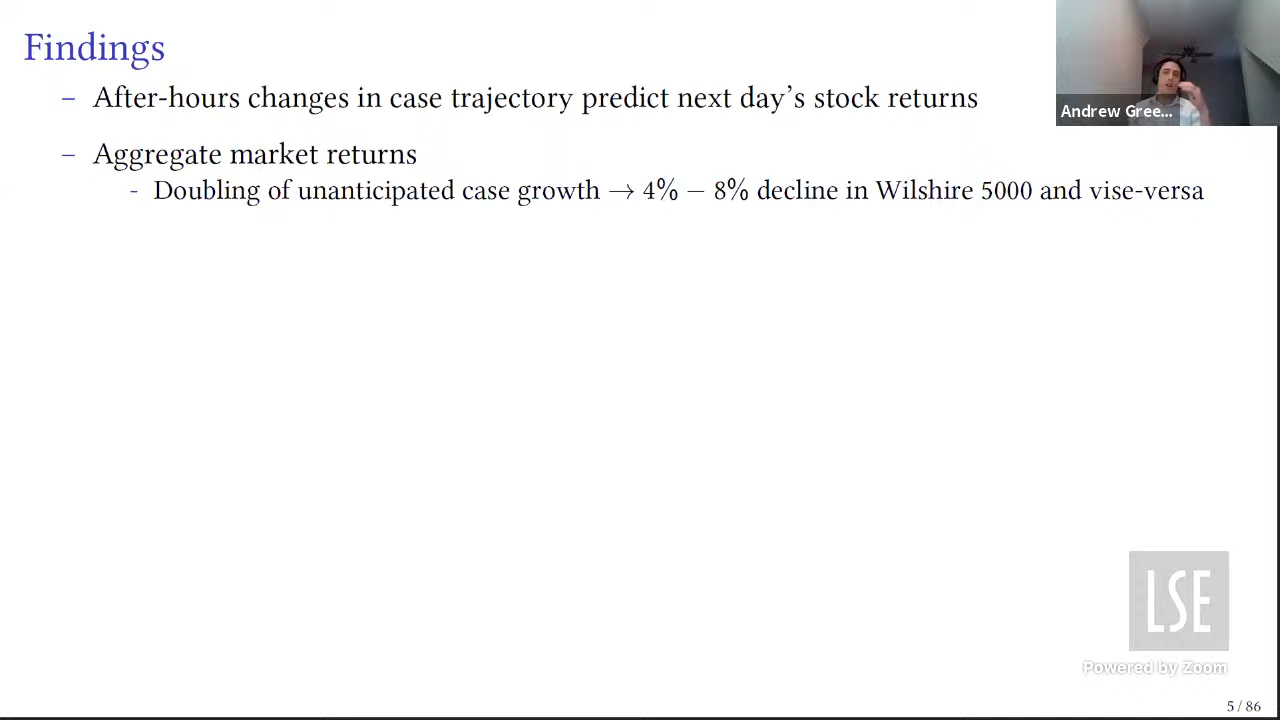 Findings
– After-hours changes in case trajectory predict next day's stock returns
Andrew Gree...
– Aggregate market returns
- Doubling of unanticipated case growth → 4% − 8% decline in Wilshire 5000 and vise-versa
LSE
Powered by Zoom
5 / 86